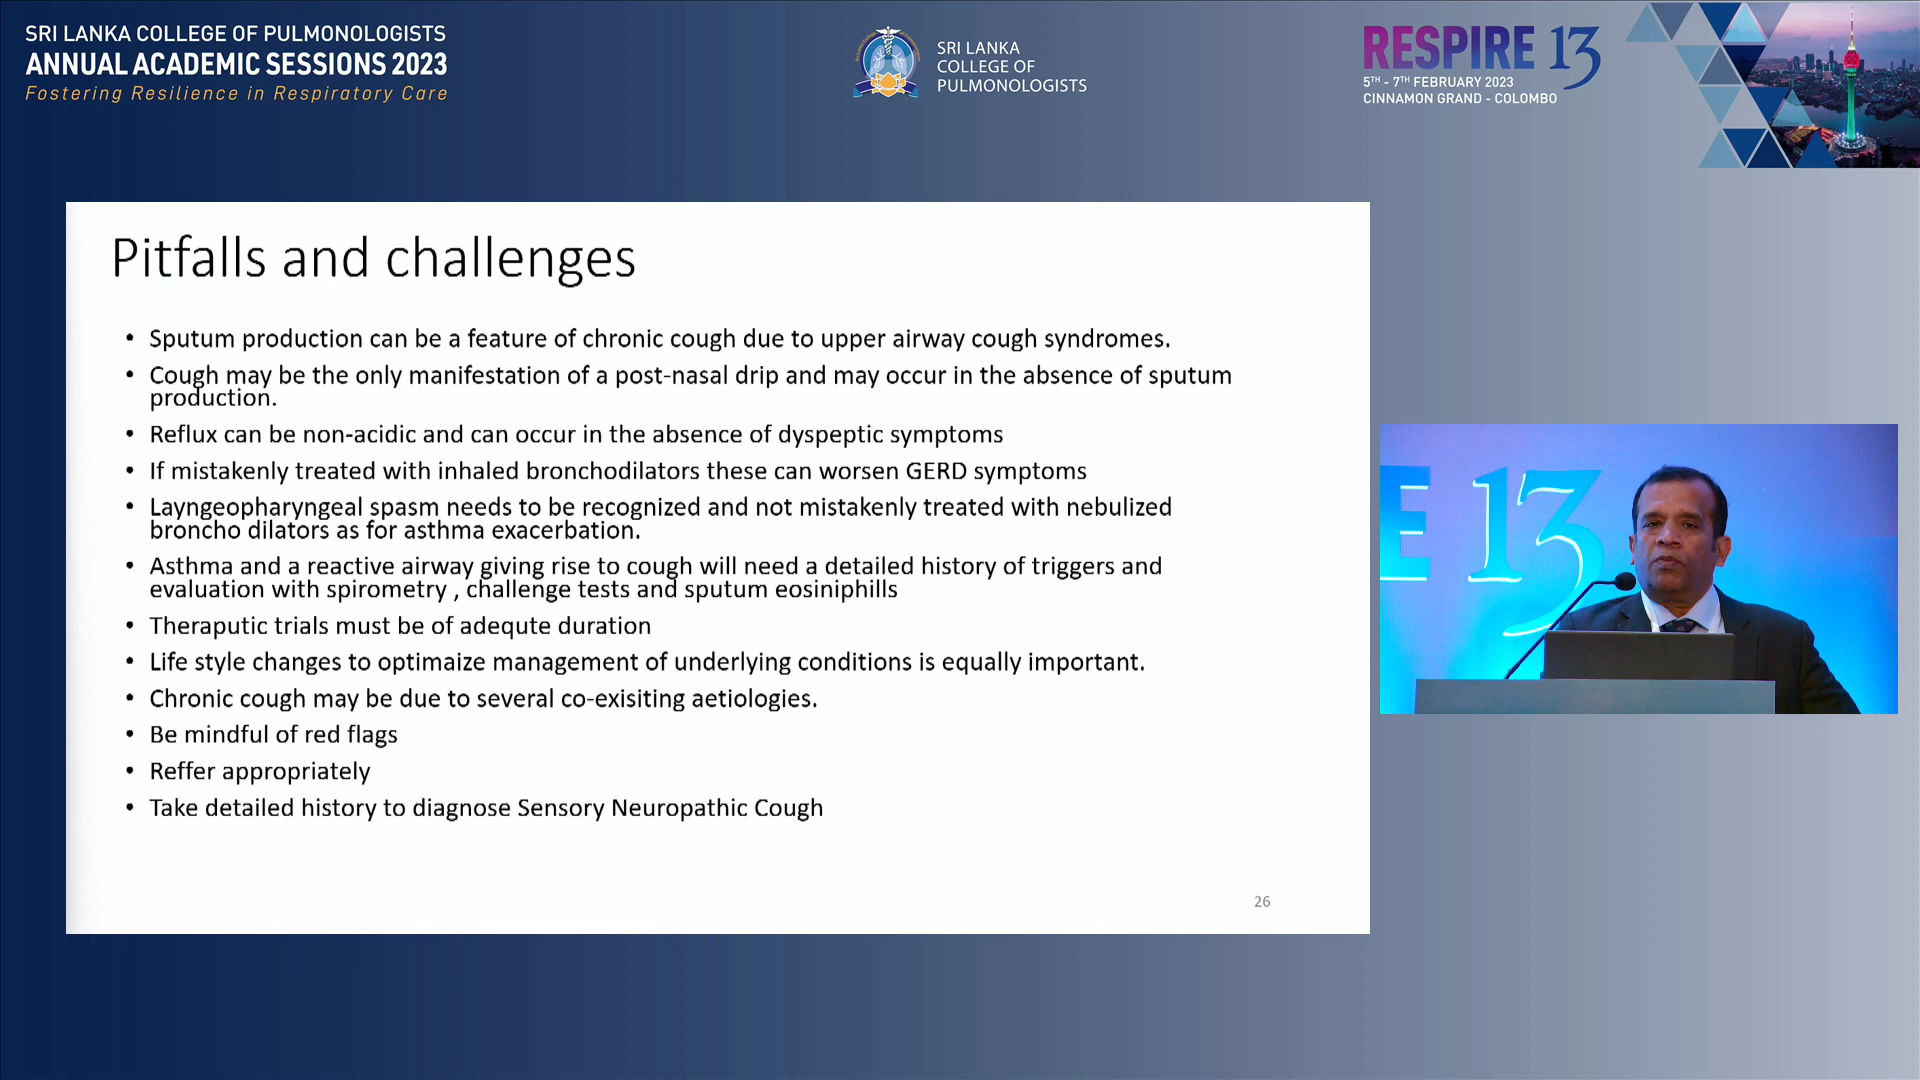 SRI LANKA COLLEGE OF PULMONOLOGISTS
ANNUAL ACADEMIC SESSIONS 2023
Fostering Resilience in Respiratory Care
SRI LANKA
COLLEGE OF
PULMONOLOGISTS
RESPIRE 13
5TH - 7TH FEBRUARY 2023
CINNAMON GRAND - COLOMBO
Pitfalls and challenges
• Sputum production can be a feature of chronic cough due to upper airway cough syndromes.
• Cough may be the only manifestation of a post-nasal drip and may occur in the absence of sputum
production.
• Reflux can be non-acidic and can occur in the absence of dyspeptic symptoms
• If mistakenly treated with inhaled bronchodilators these can worsen GERD symptoms
• Layngeopharyngeal spasm needs to be recognized and not mistakenly treated with nebulized
broncho dilators as for asthma exacerbation.
• Asthma and a reactive airway giving rise to cough will need a detailed history of triggers and
evaluation with spirometry , challenge tests and sputum eosiniphills
• Theraputic trials must be of adequte duration
• Life style changes to optimaize management of underlying conditions is equally important.
• Chronic cough may be due to several co-exisiting aetiologies.
• Be mindful of red flags
• Reffer appropriately
• Take detailed history to diagnose Sensory Neuropathic Cough
26
E 13